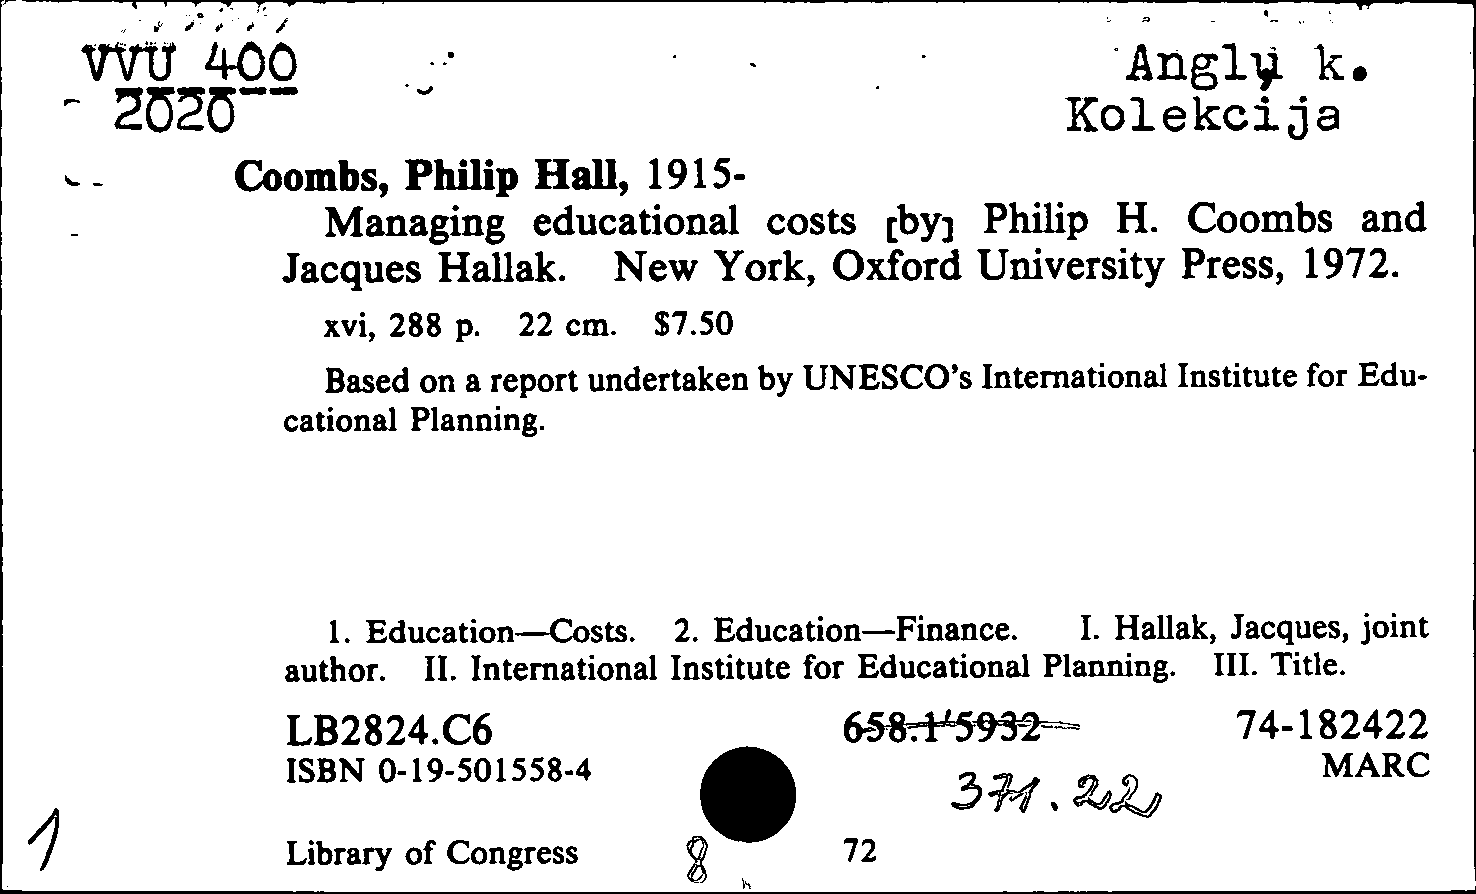 VVU 400
2020
Anglų k.
Kolekcija
Coombs, Philip Hall, 1915-
Managing educational costs [by] Philip H. Coombs and
Jacques Hallak. New York, Oxford University Press, 1972.
xvi, 288 p. 22 cm. $7.50
Based on a report undertaken by UNESCO's International Institute for Edu-
cational Planning.
1. Education—Costs. 2. Education—Finance. I. Hallak, Jacques, joint
author. II. International Institute for Educational Planning. III. Title.
LB2824.C6 658.1'5932 74-182422
ISBN 0-19-501558-4 MARC
371.22
1
Library of Congress 8 72